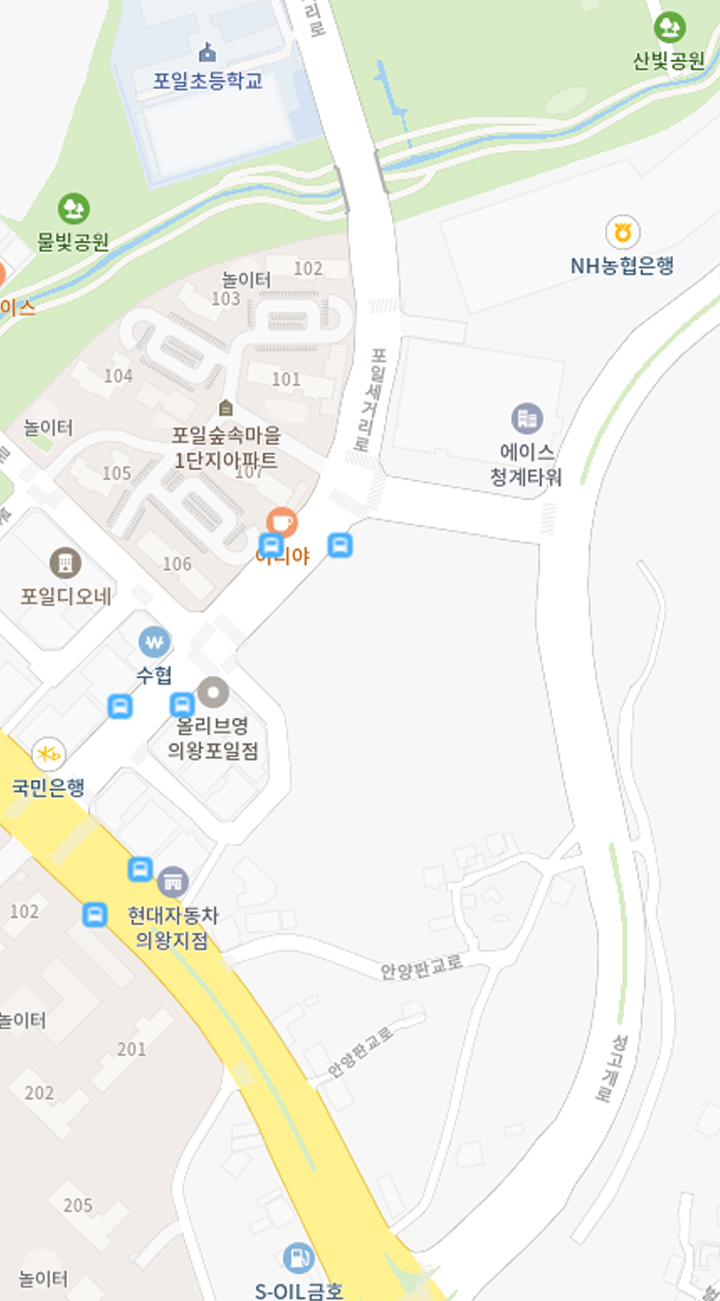 리로
포일초등학교
산빛공원
물빛공원
NH농협은행
이스
102
놀이터
103
104
101
포일세거리로
놀이터
포일숲속마을
1단지아파트
107
105
에이스
청계타워
106
이디야
포일디오네
수협
올리브영
의왕포일점
국민은행
102
현대자동차
의왕지점
안양판교로
놀이터
201
안양판교로
202
성고개로
205
놀이터
S-OIL금호